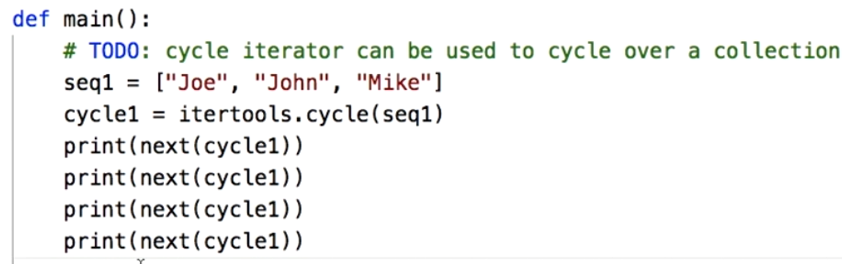 def main():
    # TODO: cycle iterator can be used to cycle over a collection
    seq1 = ["Joe", "John", "Mike"]
    cycle1 = itertools.cycle(seq1)
    print(next(cycle1))
    print(next(cycle1))
    print(next(cycle1))
    print(next(cycle1))